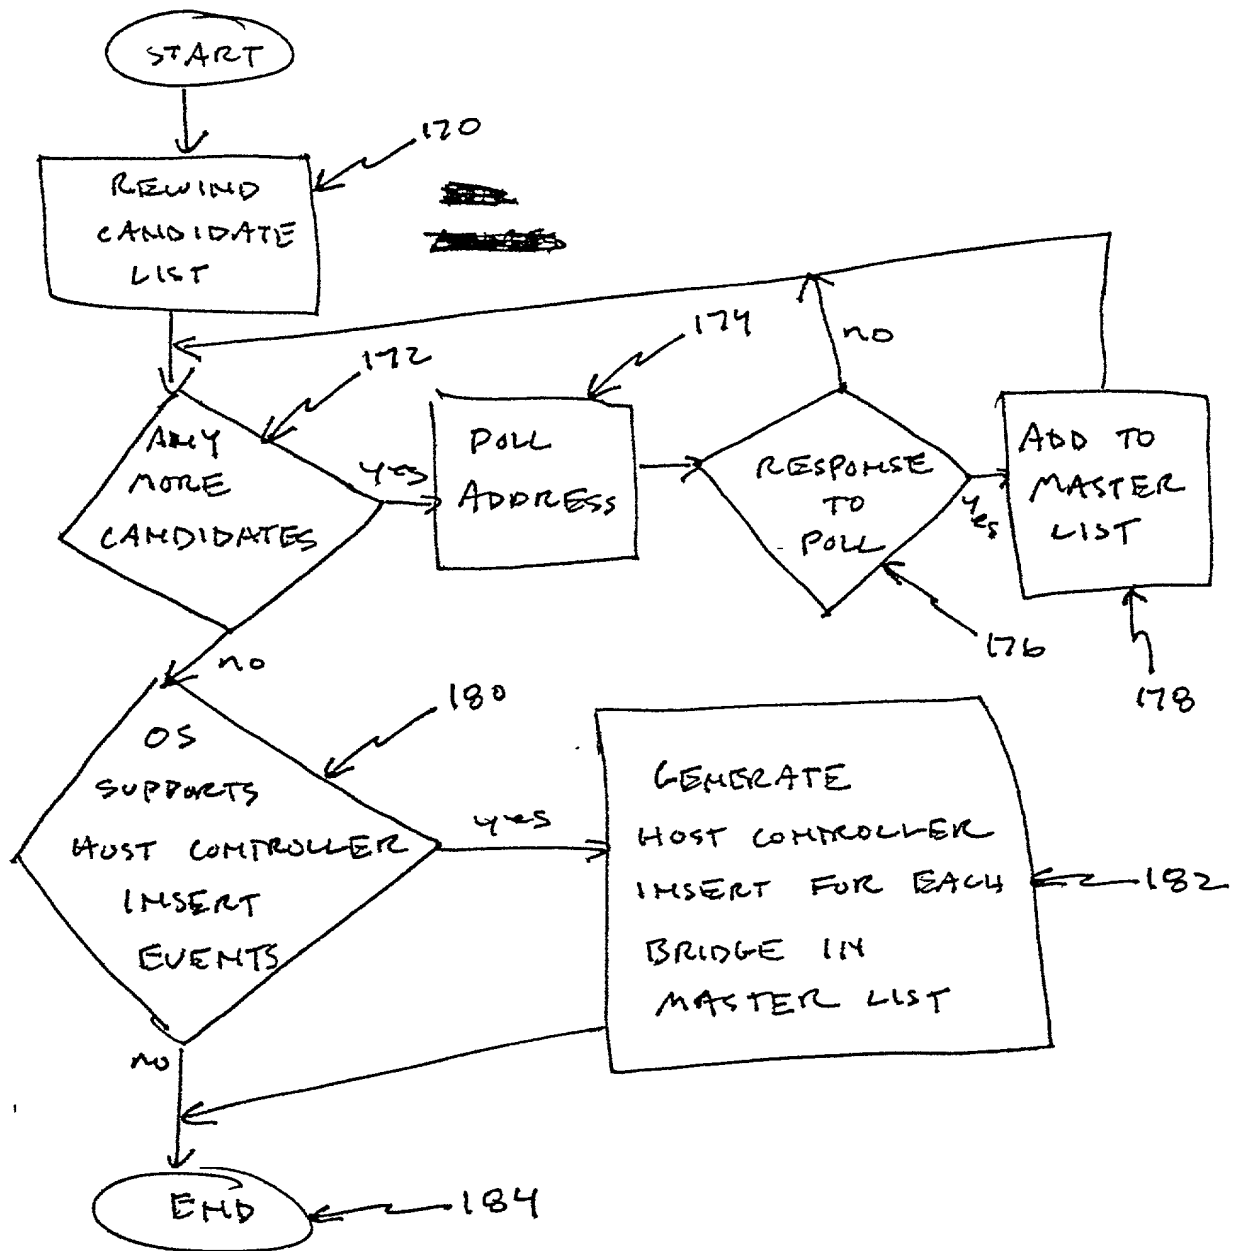 START
170
REWIND
CANDIDATE
LIST
174
no
172
ANY
MORE
CANDIDATES
yes
POLL
ADDRESS
RESPONSE
TO
POLL
yes
ADD TO
MASTER
LIST
176
178
no
180
OS
SUPPORTS
HOST CONTROLLER
INSERT
EVENTS
yes
GENERATE
HOST CONTROLLER
INSERT FOR EACH
BRIDGE IN
MASTER LIST
182
no
END
184